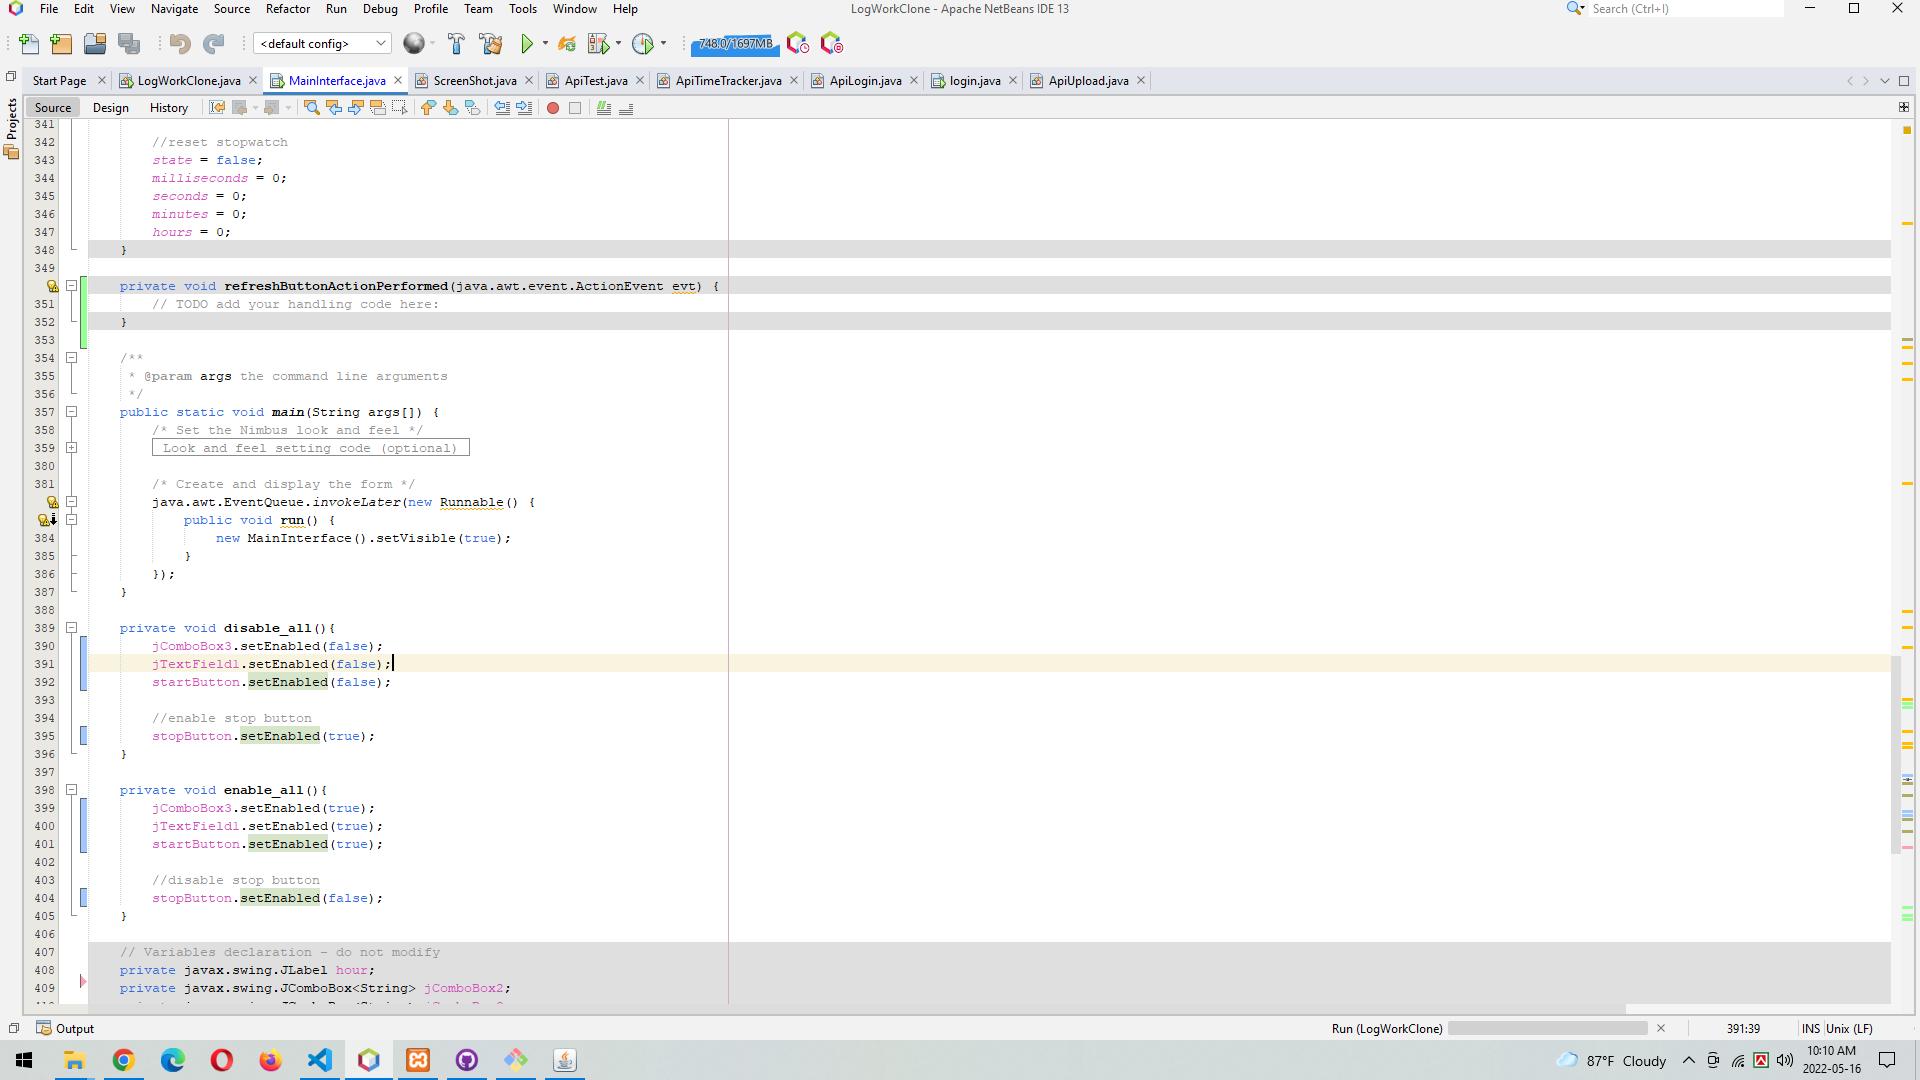 File Edit View Navigate Source Refactor Run Debug Profile Team Tools Window Help
LogWorkClone - Apache NetBeans IDE 13
Search (Ctrl+I)
<default config>
748.0/1697MB
Start Page
LogWorkClone.java
MainInterface.java
ScreenShot.java
ApiTest.java
ApiTimeTracker.java
ApiLogin.java
login.java
ApiUpload.java
Source Design History
Projects
341
342 //reset stopwatch
343 state = false;
344 milliseconds = 0;
345 seconds = 0;
346 minutes = 0;
347 hours = 0;
348 }
349
private void refreshButtonActionPerformed(java.awt.event.ActionEvent evt) {
351 // TODO add your handling code here:
352 }
353
354 /**
355 * @param args the command line arguments
356 */
357 public static void main(String args[]) {
358 /* Set the Nimbus look and feel */
359 Look and feel setting code (optional)
380
381 /* Create and display the form */
java.awt.EventQueue.invokeLater(new Runnable() {
public void run() {
384 new MainInterface().setVisible(true);
385 }
386 });
387 }
388
389 private void disable_all(){
390 jComboBox3.setEnabled(false);
391 jTextField1.setEnabled(false);
392 startButton.setEnabled(false);
393
394 //enable stop button
395 stopButton.setEnabled(true);
396 }
397
398 private void enable_all(){
399 jComboBox3.setEnabled(true);
400 jTextField1.setEnabled(true);
401 startButton.setEnabled(true);
402
403 //disable stop button
404 stopButton.setEnabled(false);
405 }
406
407 // Variables declaration - do not modify
408 private javax.swing.JLabel hour;
409 private javax.swing.JComboBox<String> jComboBox2;
Output
Run (LogWorkClone)
391:39
INS Unix (LF)
87°F Cloudy
10:10 AM
2022-05-16